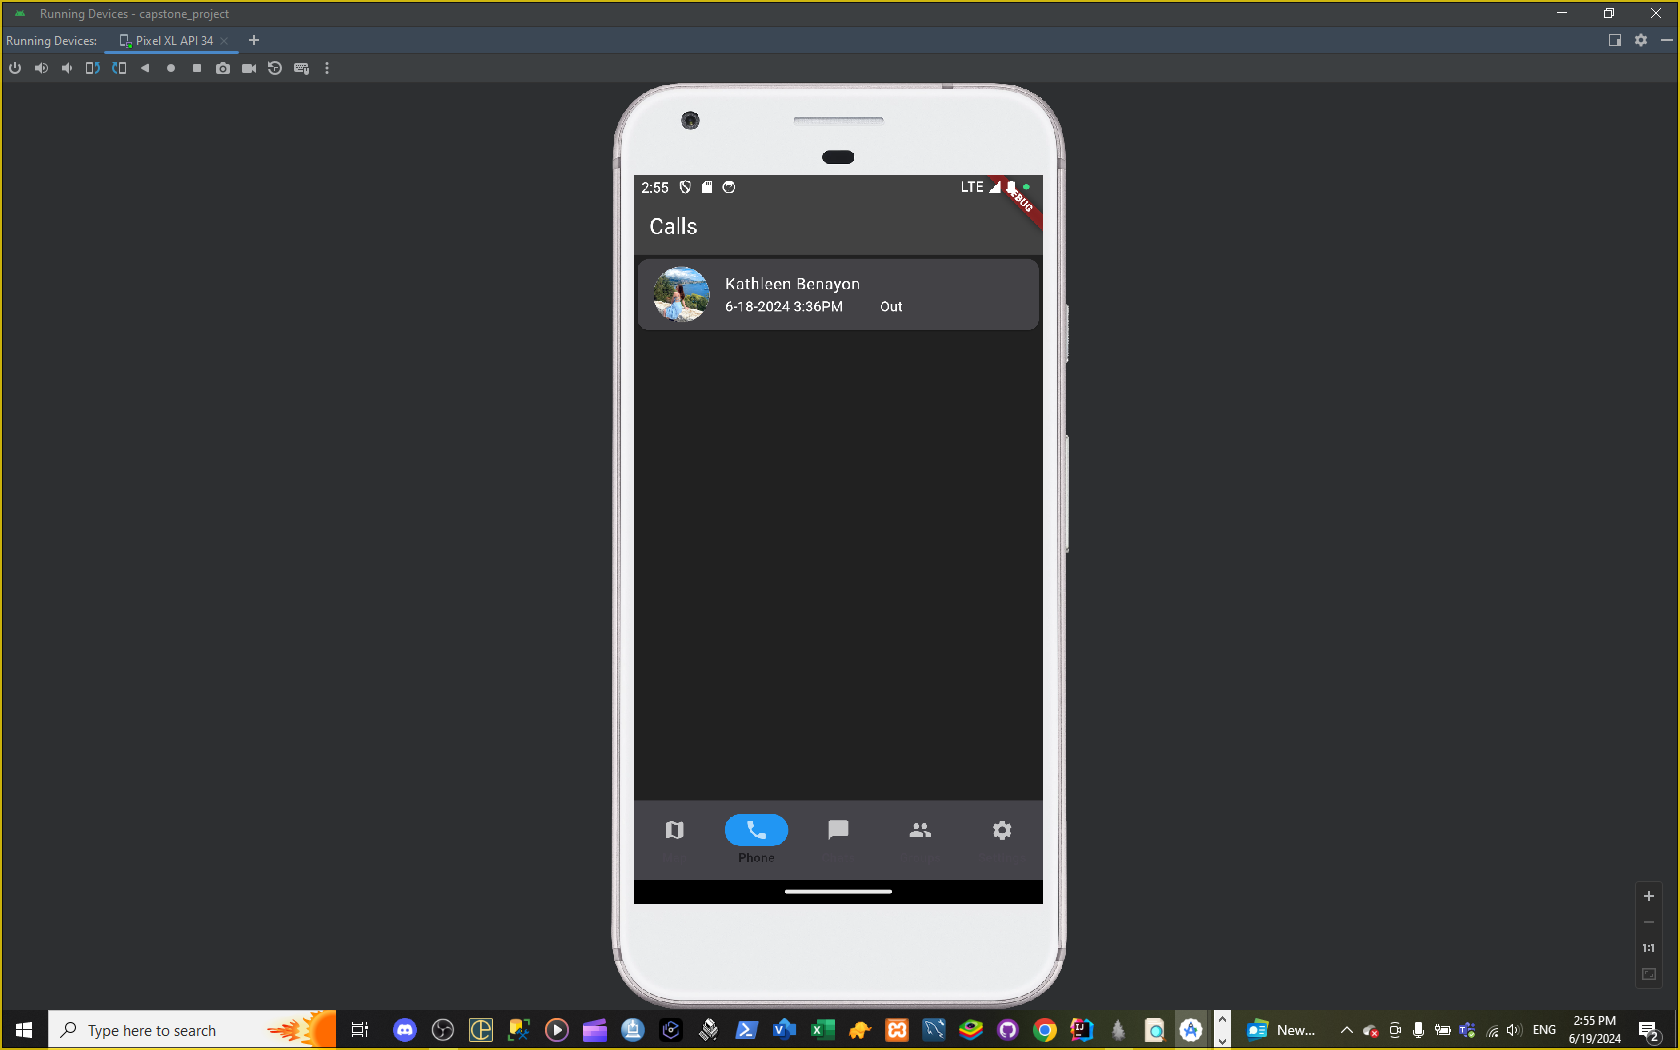 Running Devices - capstone_project
Running Devices:
Pixel XL API 34
2:55
LTE
Calls
Kathleen Benayon
6-18-2024 3:36PM
Out
Phone
1:1
Type here to search
New...
ENG
2:55 PM
6/19/2024
2